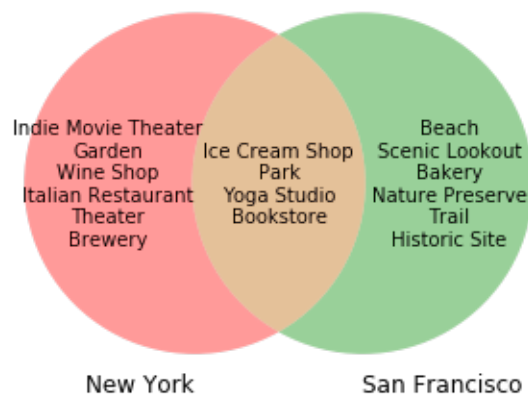 Indie Movie Theater
Garden
Wine Shop
Italian Restaurant
Theater
Brewery
Ice Cream Shop
Park
Yoga Studio
Bookstore
Beach
Scenic Lookout
Bakery
Nature Preserve
Trail
Historic Site
New York
San Francisco